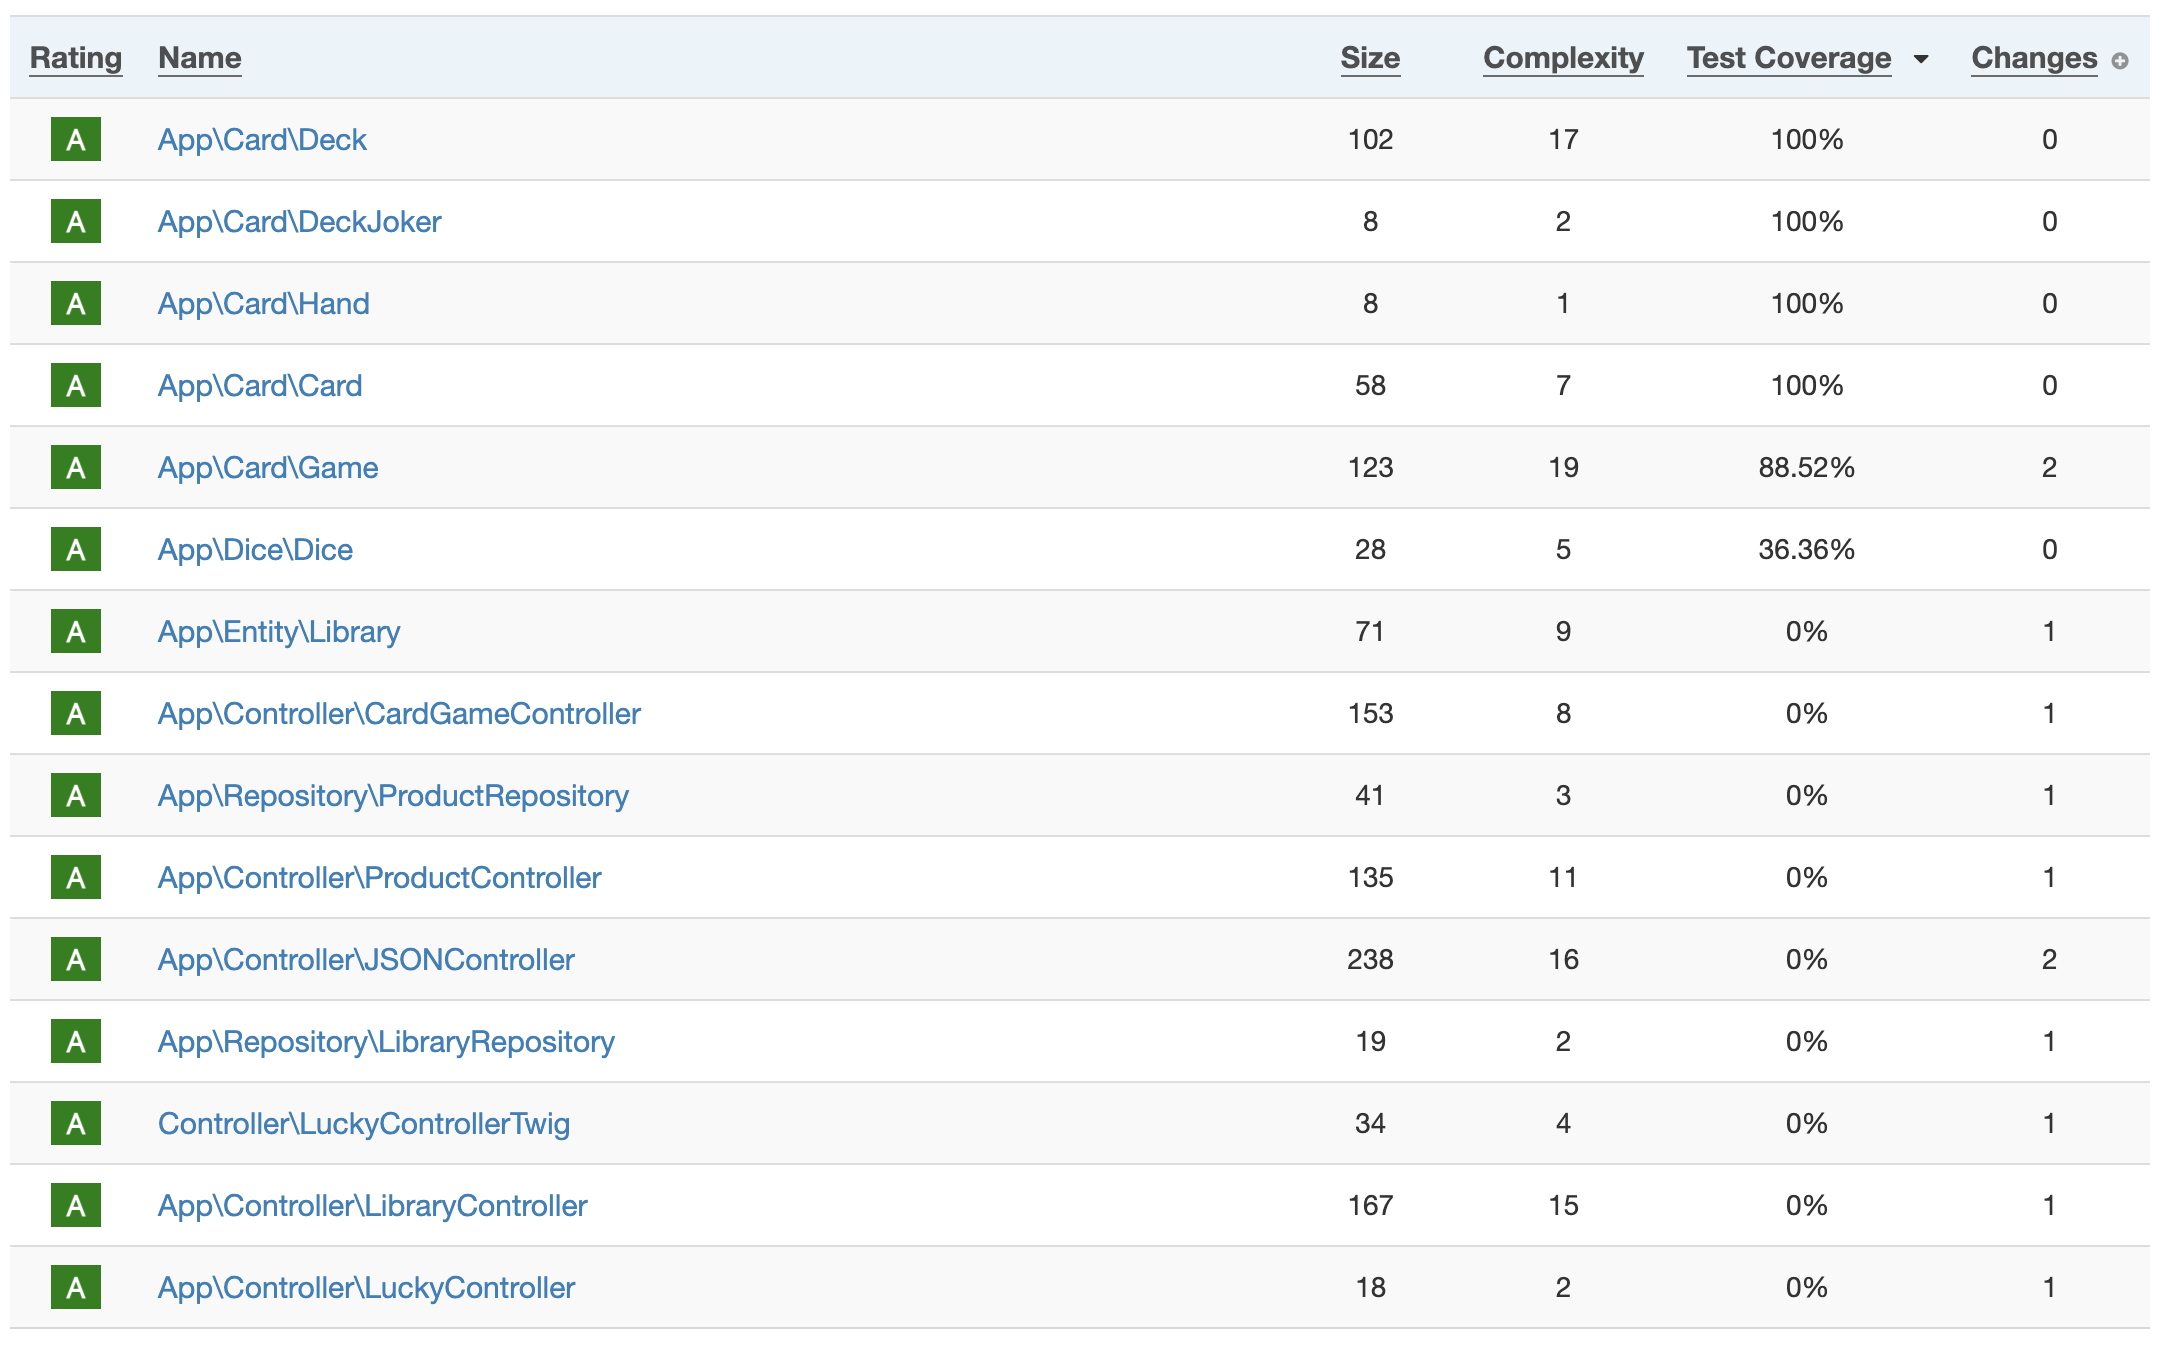 Rating Name Size Complexity Test Coverage Changes
A App\Card\Deck 102 17 100% 0
A App\Card\DeckJoker 8 2 100% 0
A App\Card\Hand 8 1 100% 0
A App\Card\Card 58 7 100% 0
A App\Card\Game 123 19 88.52% 2
A App\Dice\Dice 28 5 36.36% 0
A App\Entity\Library 71 9 0% 1
A App\Controller\CardGameController 153 8 0% 1
A App\Repository\ProductRepository 41 3 0% 1
A App\Controller\ProductController 135 11 0% 1
A App\Controller\JSONController 238 16 0% 2
A App\Repository\LibraryRepository 19 2 0% 1
A Controller\LuckyControllerTwig 34 4 0% 1
A App\Controller\LibraryController 167 15 0% 1
A App\Controller\LuckyController 18 2 0% 1